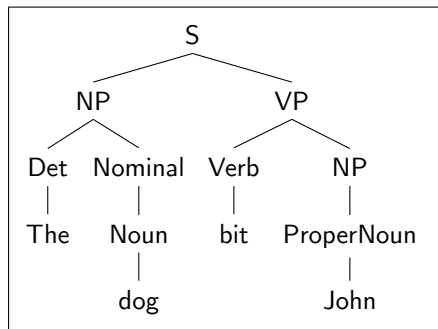 S
NP VP
Det Nominal Verb NP
The Noun bit ProperNoun
dog John